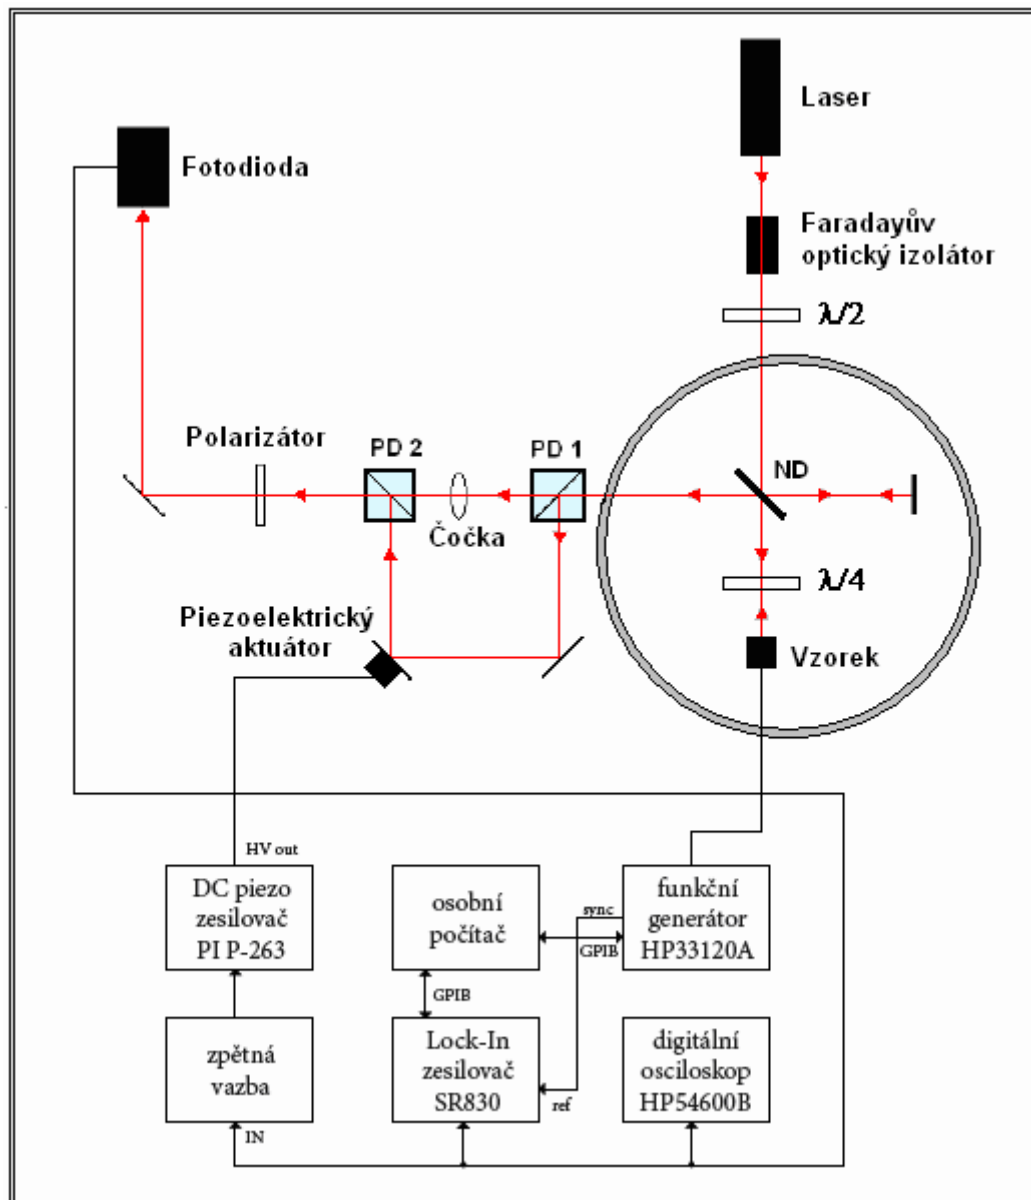 Laser
Fotodioda
Faradayův
optický izolátor
λ/2
Polarizátor
PD 2
PD 1
ND
Čočka
λ/4
Piezoelektrický
aktuátor
Vzorek
HV out
DC piezo
zesilovač
PI P-263
osobní
počítač
sync
GPIB
funkční
generátor
HP33120A
GPIB
zpětná
vazba
Lock-In
zesilovač
SR830
ref
digitální
osciloskop
HP54600B
IN